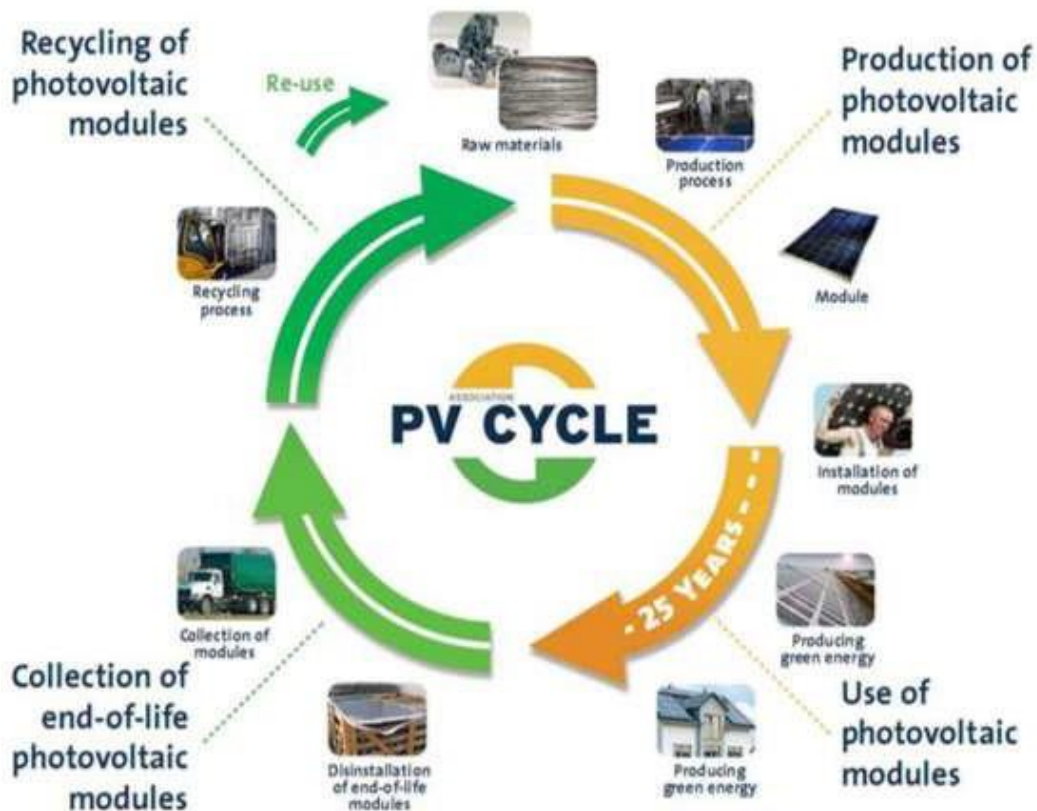 Recycling of
photovoltaic
modules
Re-use
Raw materials
Production
process
Production of
photovoltaic
modules
Module
Recycling
process
ASSOCIATION
PV CYCLE
Installation of
modules
- 25 YEARS - - -
Producing
green energy
Collection of
modules
Collection of
end-of-life
photovoltaic
modules
Disinstallation
of end-of-life
modules
Producing
green energy
Use of
photovoltaic
modules